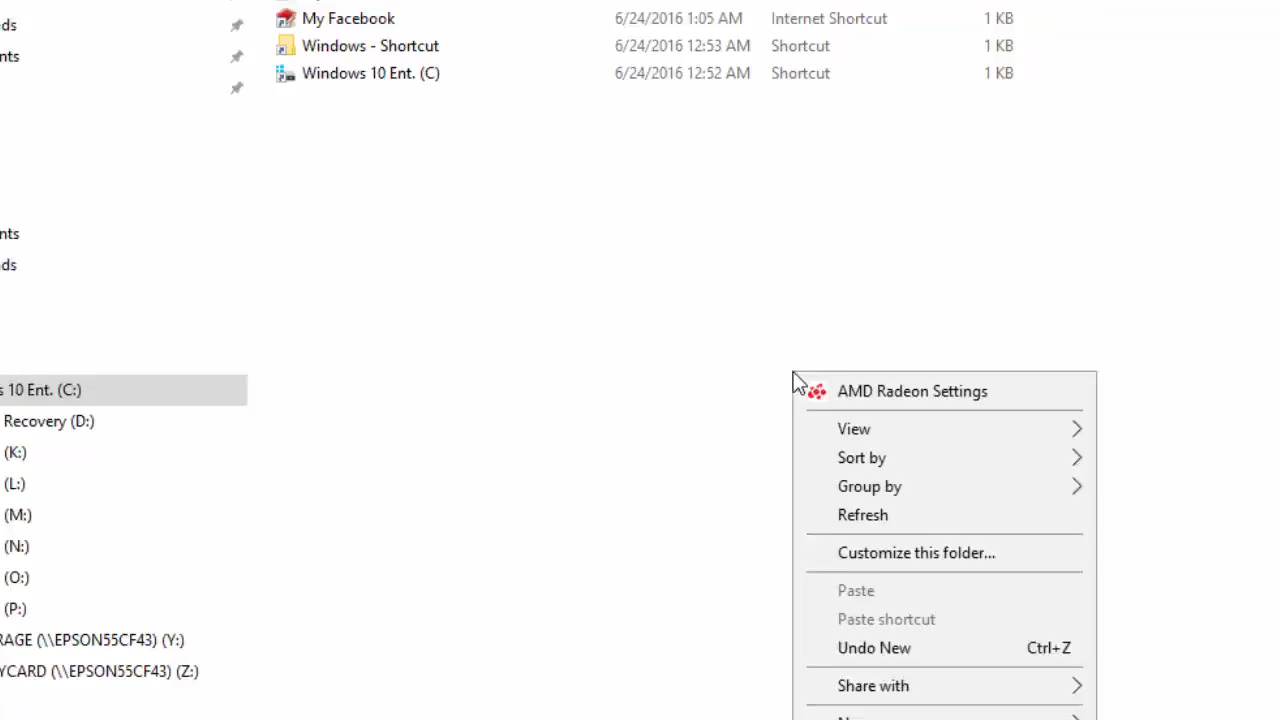 ds
My Facebook 6/24/2016 1:05 AM Internet Shortcut 1 KB
nts
Windows - Shortcut 6/24/2016 12:53 AM Shortcut 1 KB
Windows 10 Ent. (C) 6/24/2016 12:52 AM Shortcut 1 KB
nts
ds
s 10 Ent. (C:)
Recovery (D:)
(K:)
(L:)
(M:)
(N:)
(O:)
(P:)
RAGE (\\EPSON55CF43) (Y:)
YCARD (\\EPSON55CF43) (Z:)
AMD Radeon Settings
View
Sort by
Group by
Refresh
Customize this folder...
Paste
Paste shortcut
Undo New Ctrl+Z
Share with